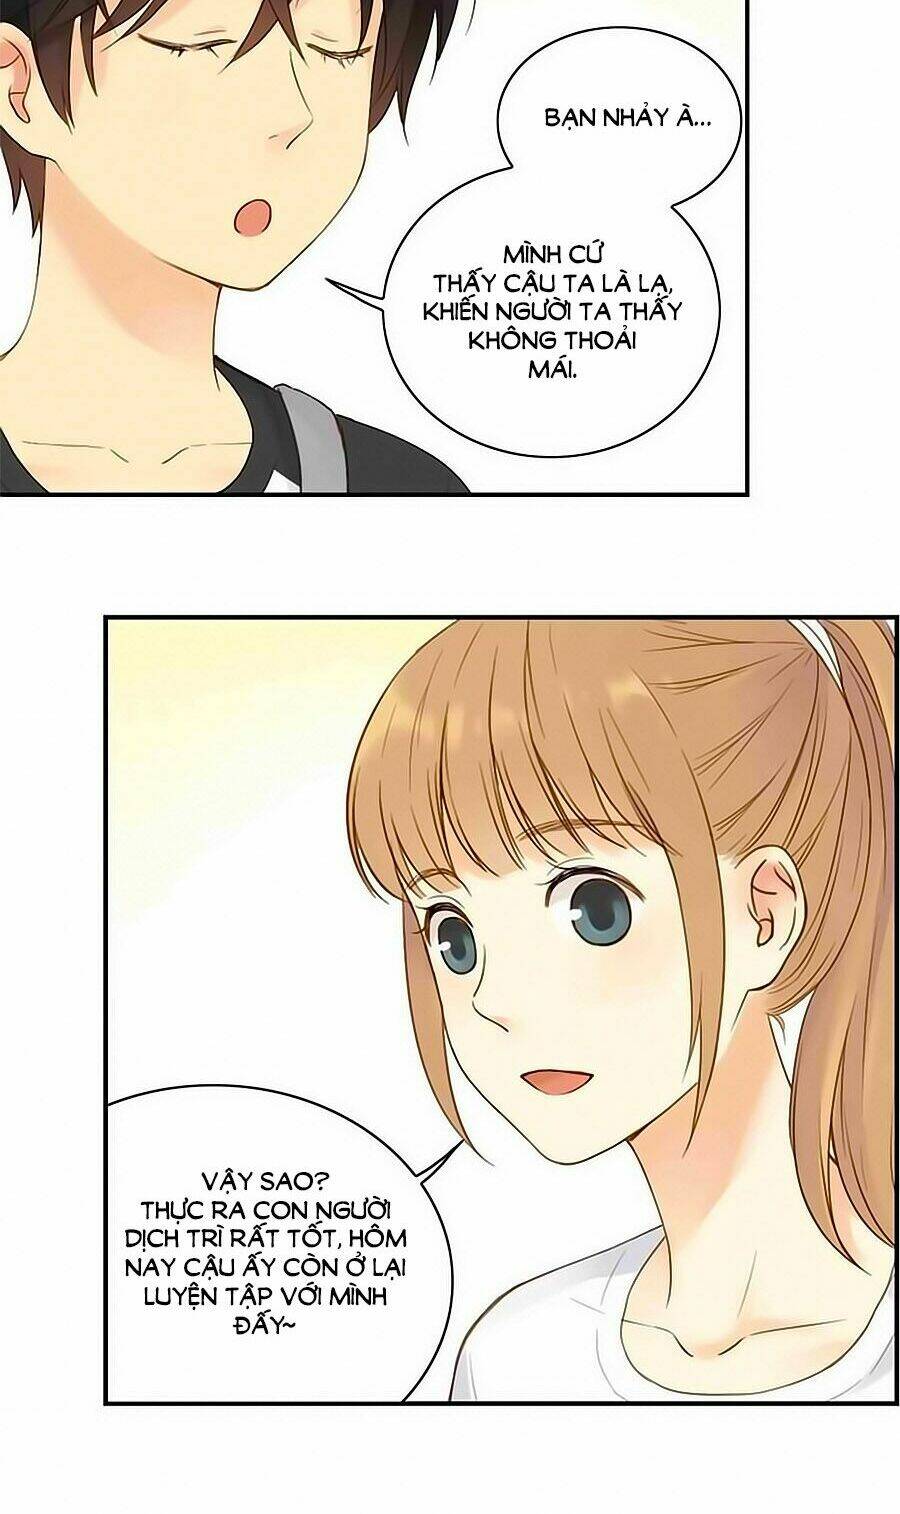 BẠN NHẢY À...
MÌNH CỨ
THẤY CẬU TA LÀ LẠ,
KHIẾN NGƯỜI TA THẤY
KHÔNG THOẢI
MÁI.
VẬY SAO?
THỰC RA CON NGƯỜI
DỊCH TRÌ RẤT TỐT, HÔM
NAY CẬU ẤY CÒN Ở LẠI
LUYỆN TẬP VỚI MÌNH
ĐẤY~